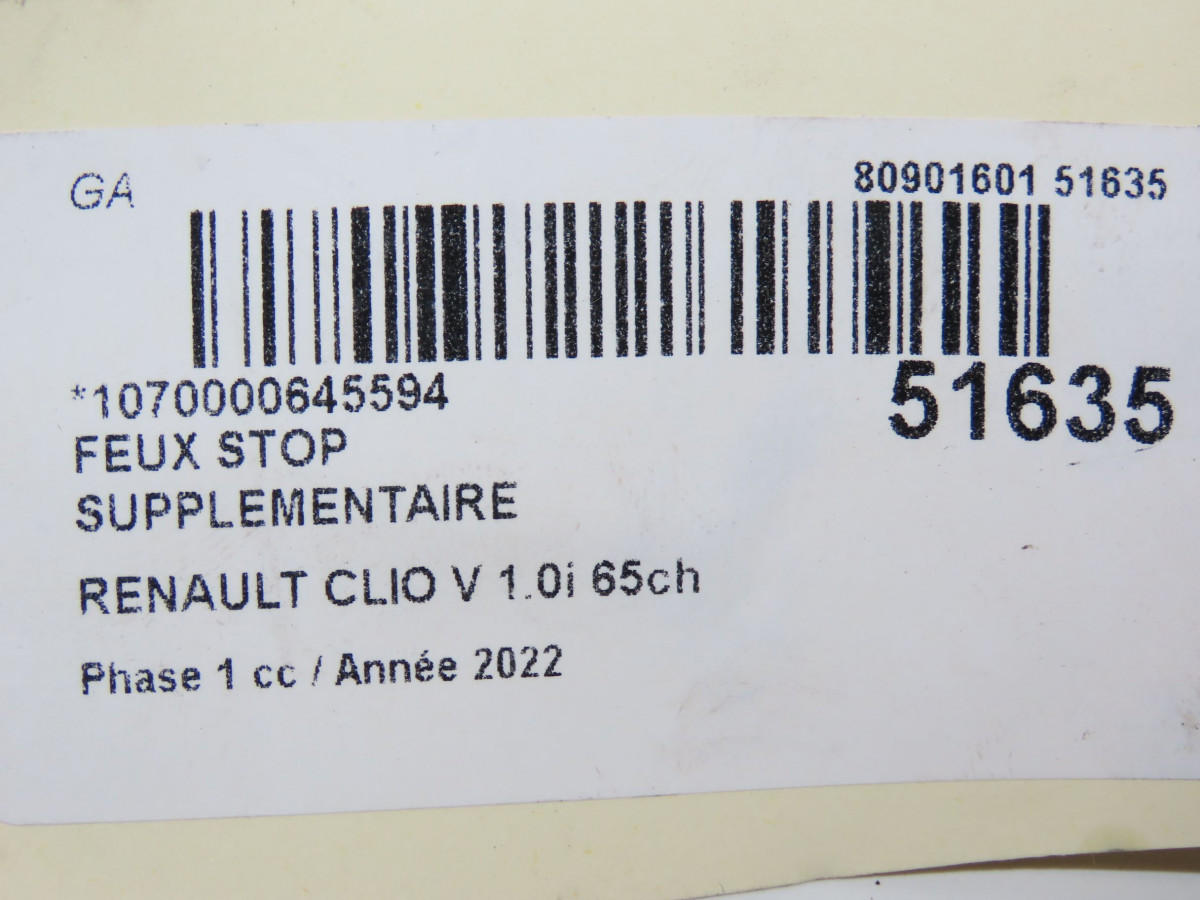 GA
80901601 51635
*1070000645594
51635
FEUX STOP
SUPPLEMENTAIRE
RENAULT CLIO V 1.0i 65ch
Phase 1 cc / Année 2022